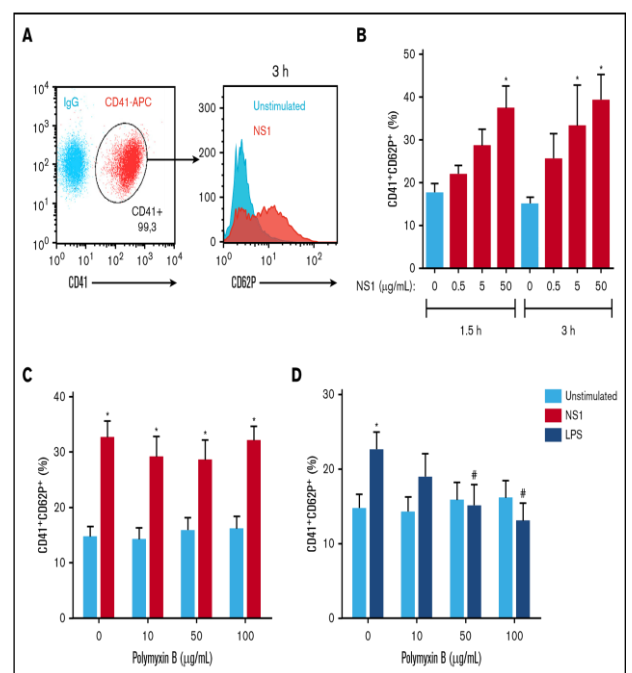 A
3 h
IgG
CD41-APC
10⁴
10³
10²
10¹
10⁰
CD41+
99,3
10⁰ 10¹ 10² 10³ 10⁴
CD41
300
200
100
0
Unstimulated
NS1
10⁰ 10¹ 10²
CD62P
B
CD41⁺CD62P⁺ (%)
50
40
30
20
10
0
NS1 (µg/mL): 0 0.5 5 50 0 0.5 5 50
* * *
1.5 h 3 h
C
CD41⁺CD62P⁺ (%)
40
30
20
10
0
* * * *
0 10 50 100
Polymyxin B (µg/mL)
D
CD41⁺CD62P⁺ (%)
30
20
15
10
0
* # #
0 10 50 100
Polymyxin B (µg/mL)
Unstimulated
NS1
LPS